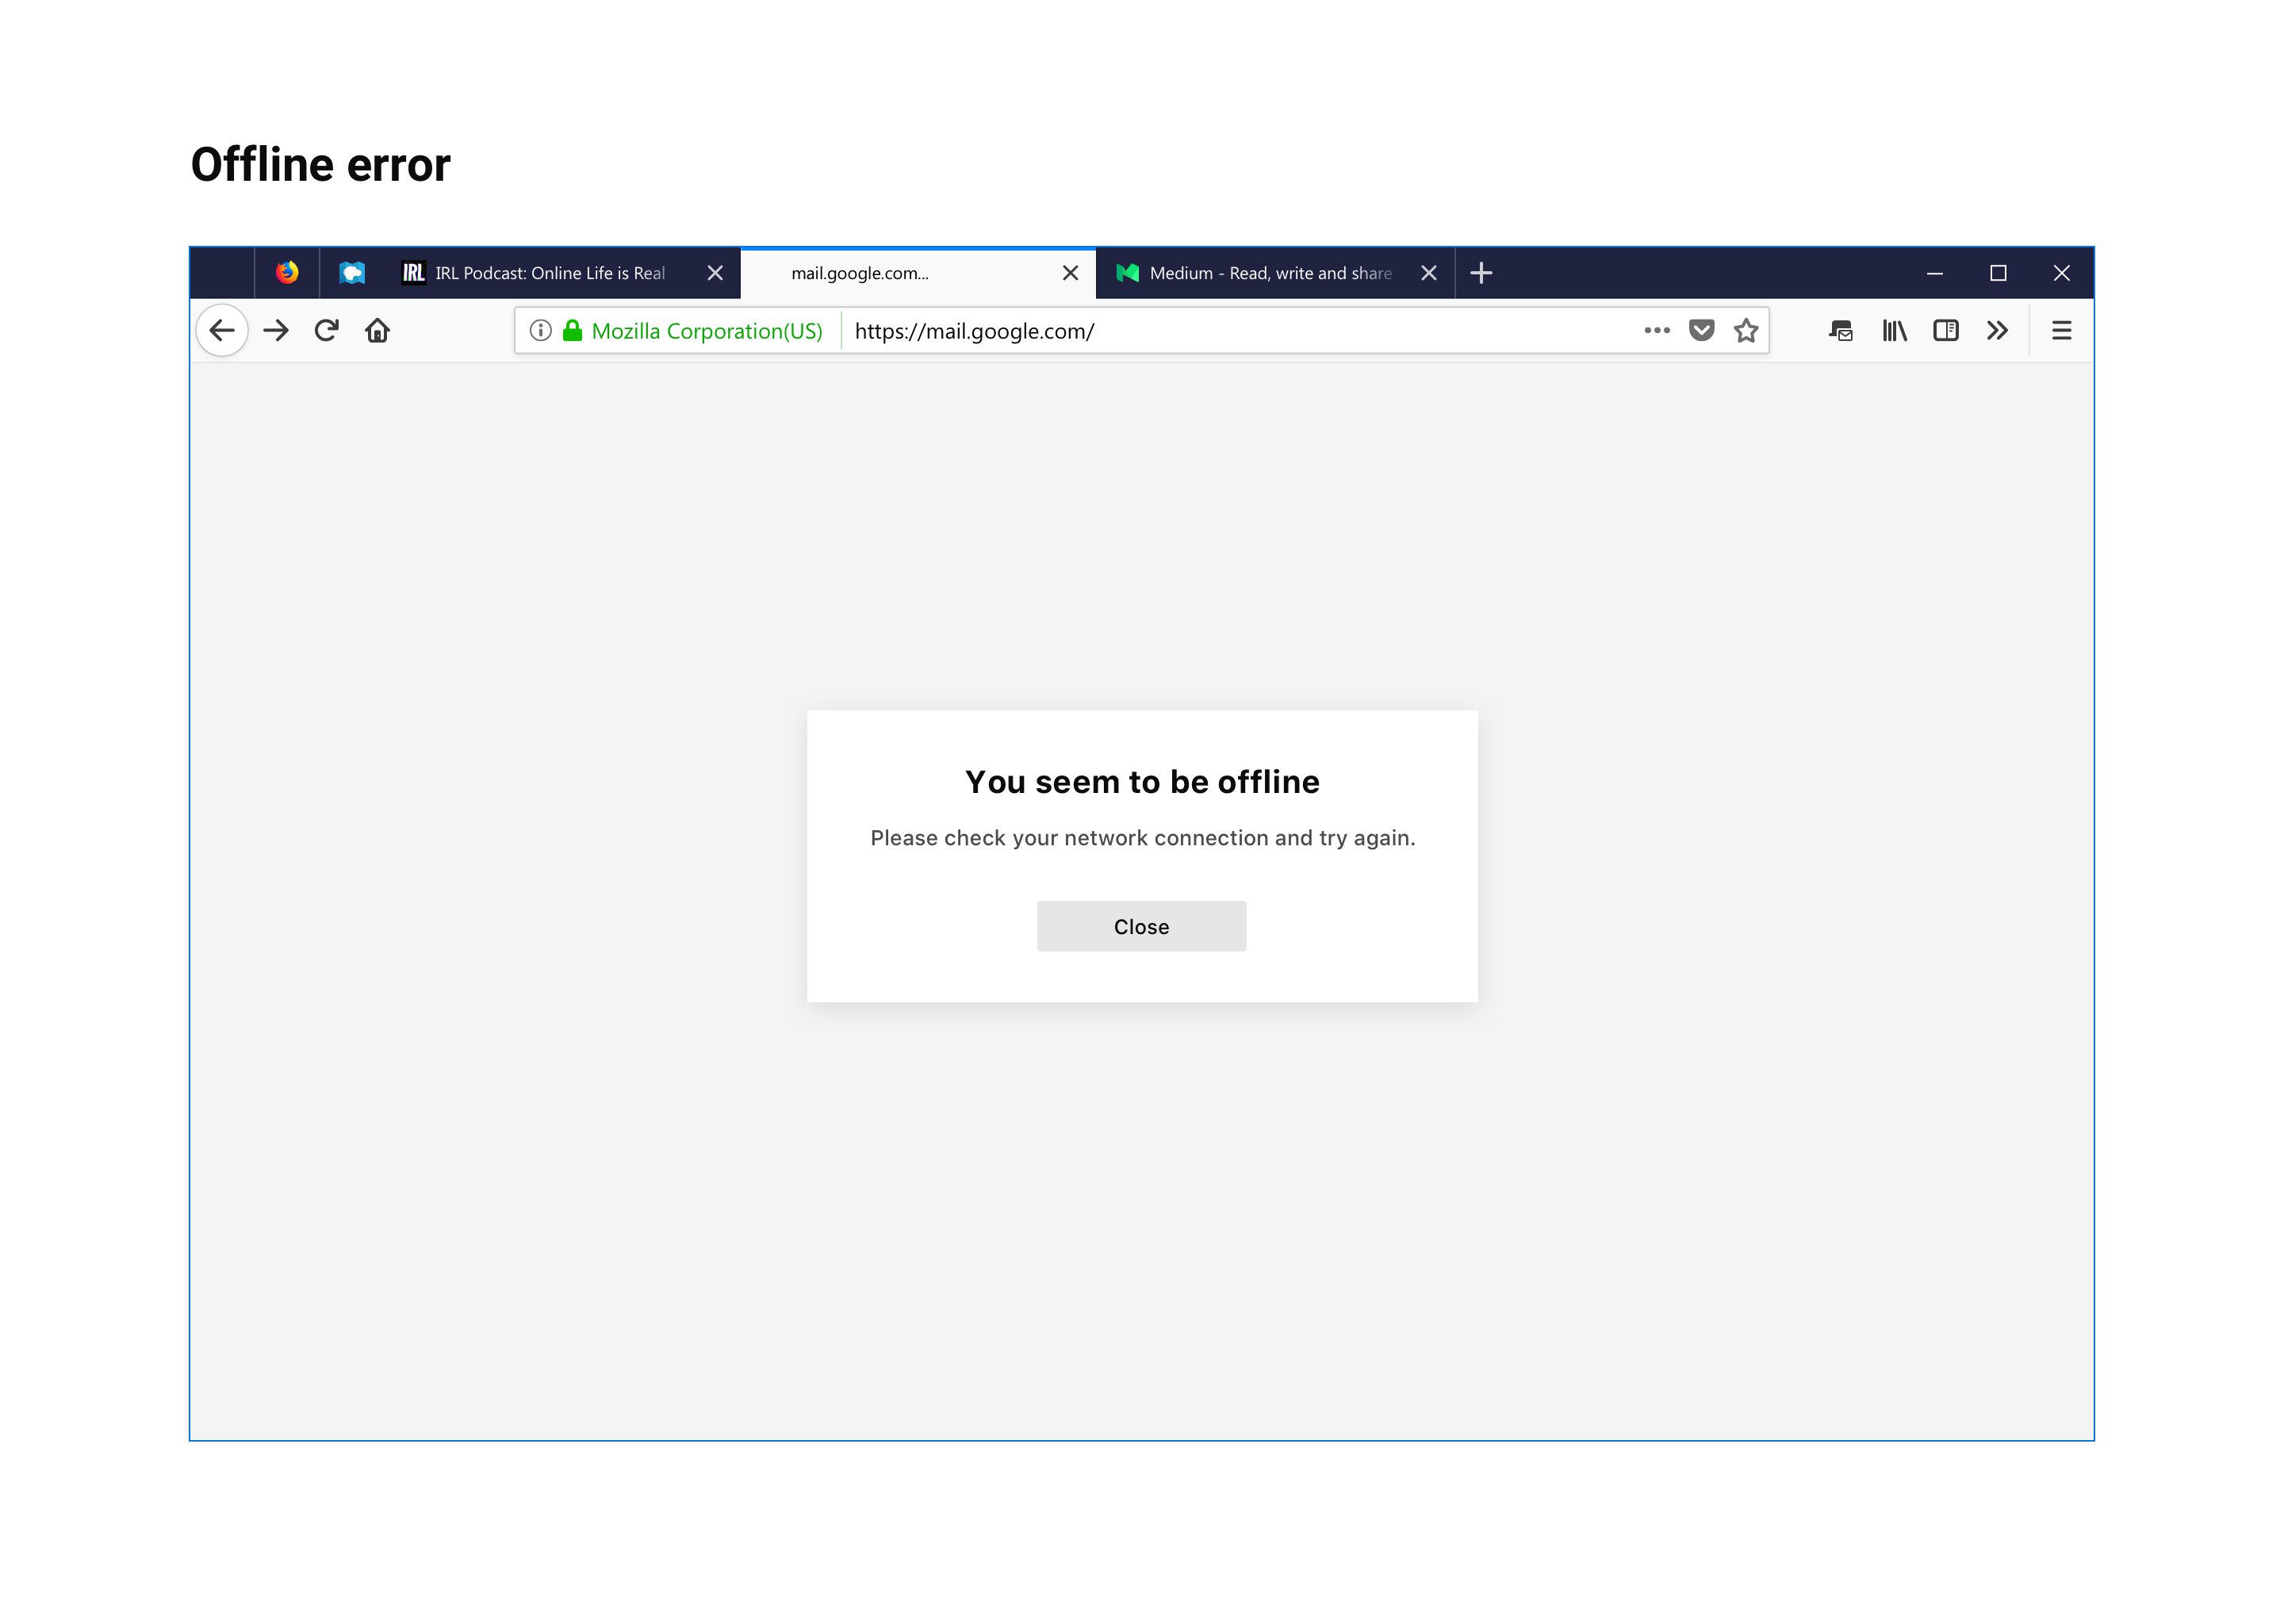 Offline error
IRL IRL Podcast: Online Life is Real
mail.google.com...
Medium - Read, write and share
Mozilla Corporation(US) https://mail.google.com/
You seem to be offline
Please check your network connection and try again.
Close